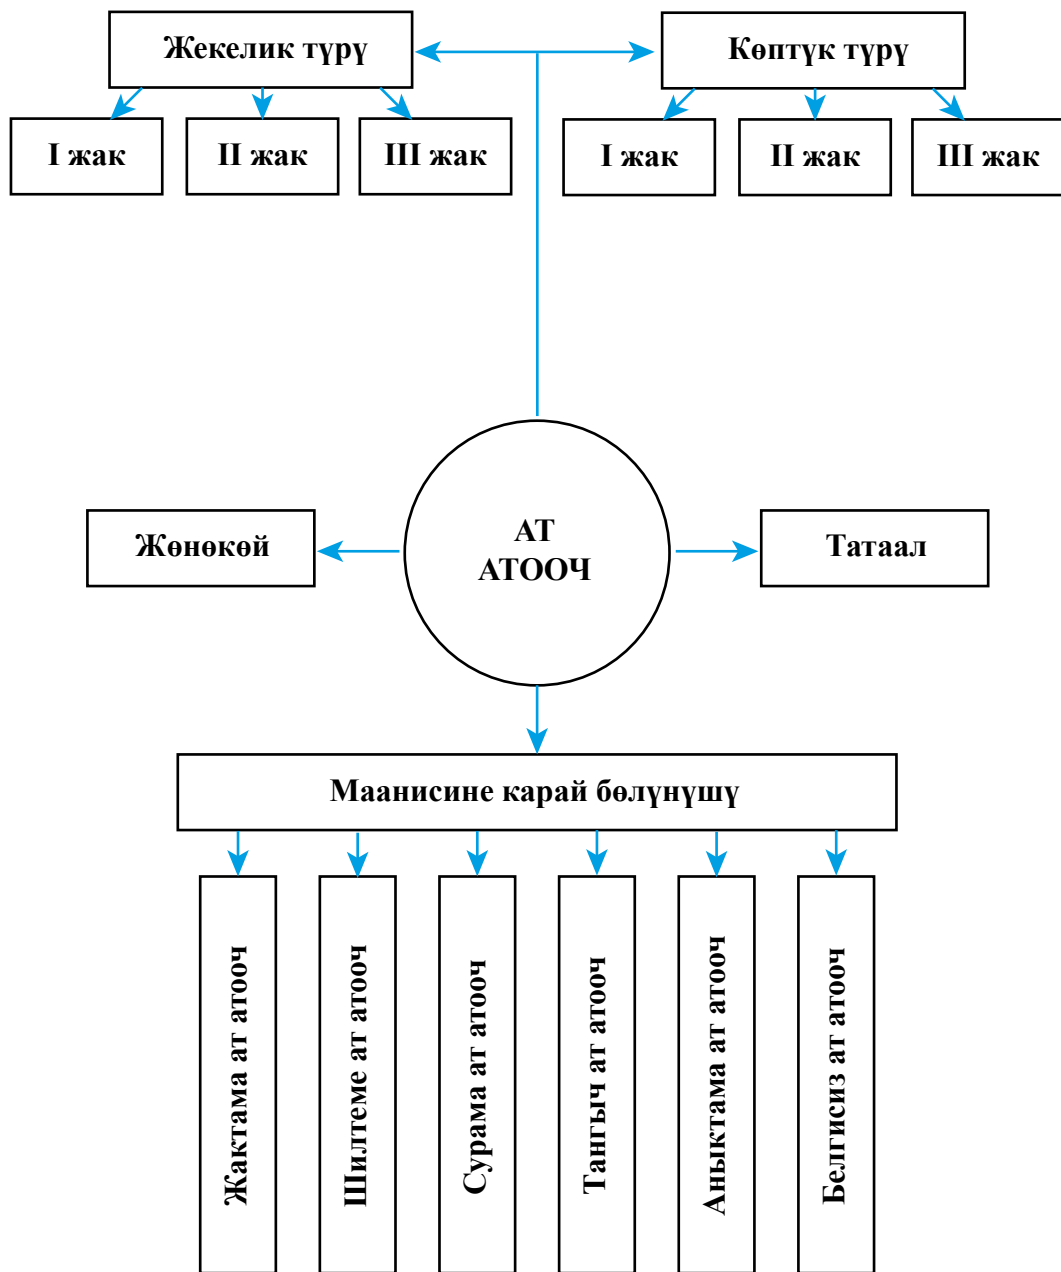 Жекелик түрү
Көптүк түрү
I жак
II жак
III жак
I жак
II жак
III жак
АТ
АТООЧ
Жөнөкөй
Татаал
Маанисине карай бөлүнүшү
Жактама ат атооч
Шилтеме ат атооч
Сурама ат атооч
Тангыч ат атооч
Аныктама ат атооч
Белгисиз ат атооч